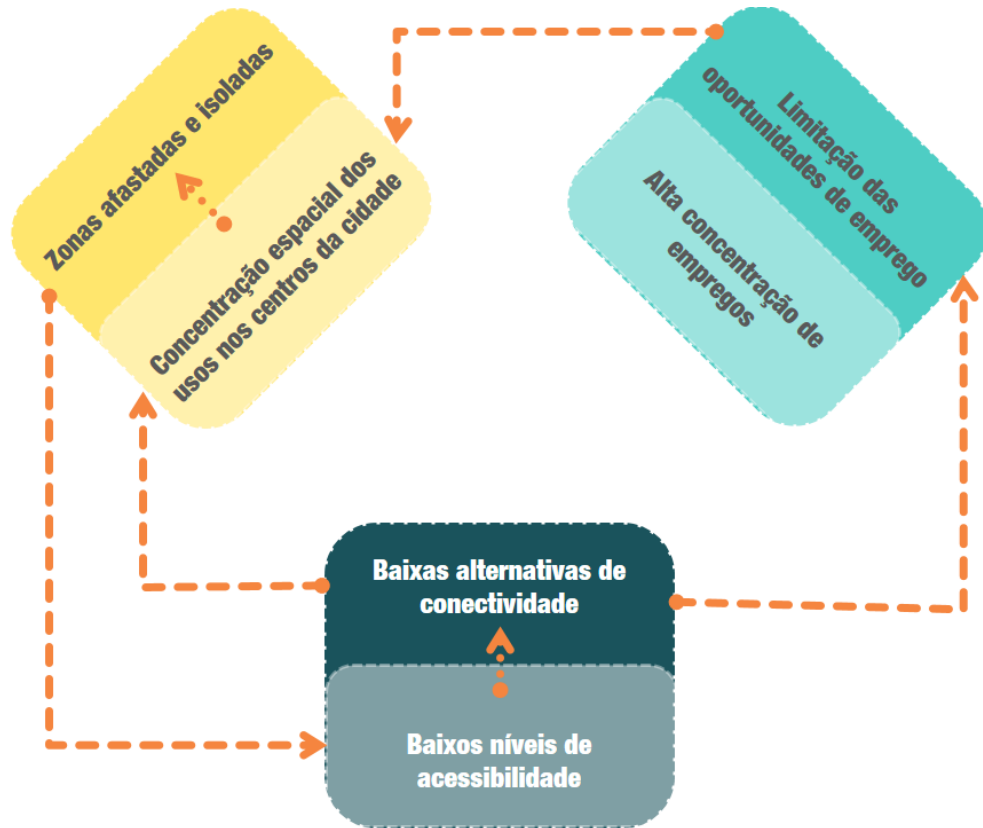 Zonas afastadas e isoladas
Concentração espacial dos
usos nos centros da cidade
Limitação das
oportunidades de emprego
Alta concentração de
empregos
Baixas alternativas de
conectividade
Baixos níveis de
acessibilidade